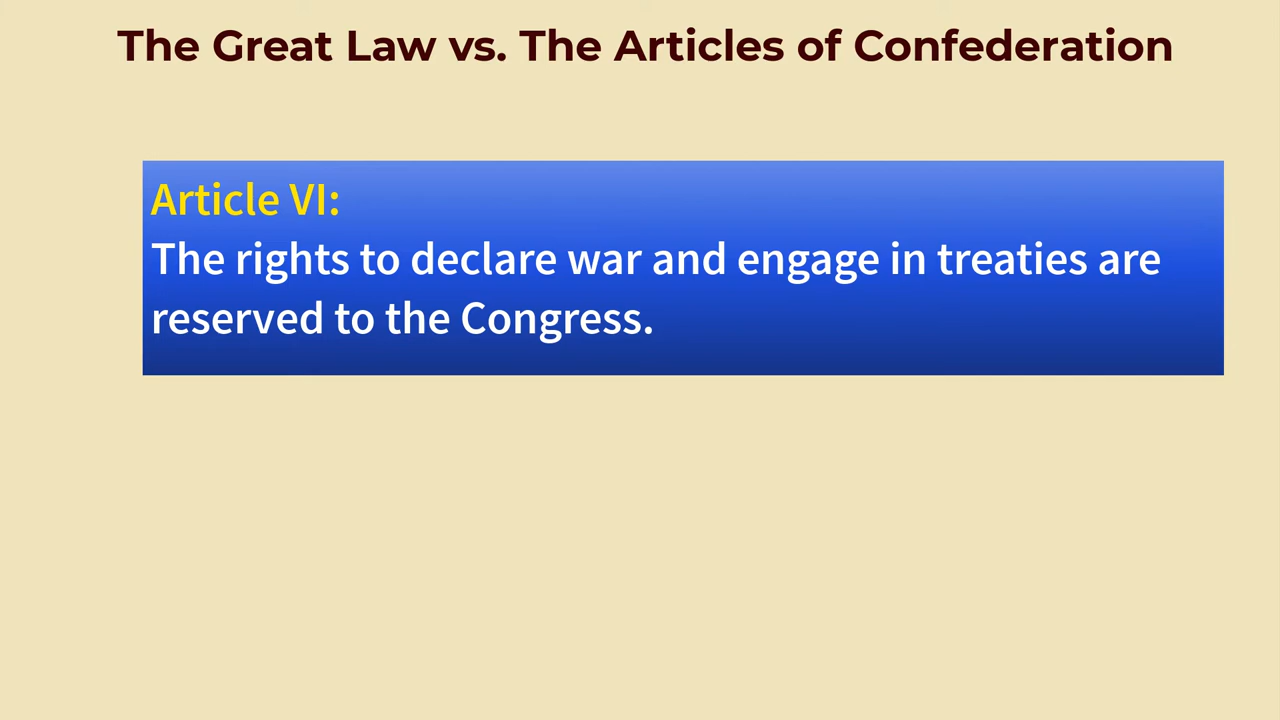 The Great Law vs. The Articles of Confederation
Article VI:
The rights to declare war and engage in treaties are
reserved to the Congress.